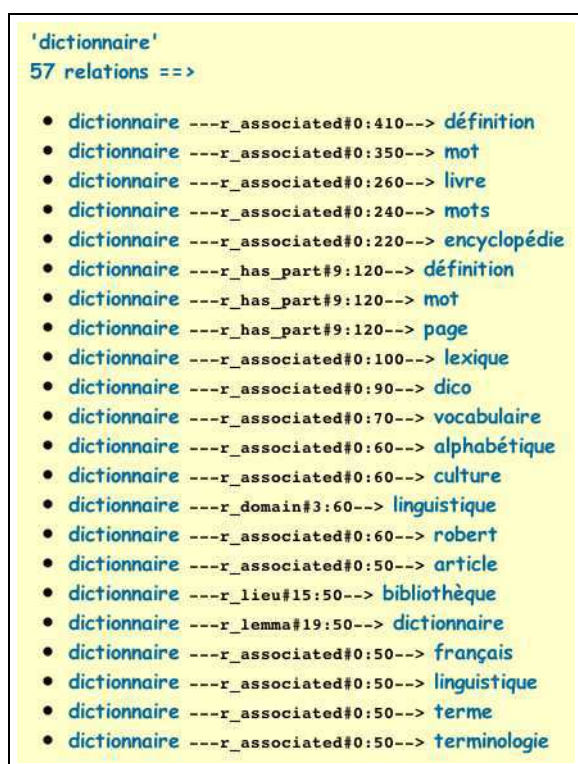 'dictionnaire'
57 relations ==>
• dictionnaire ---r_associated#0:410--> définition
• dictionnaire ---r_associated#0:350--> mot
• dictionnaire ---r_associated#0:260--> livre
• dictionnaire ---r_associated#0:240--> mots
• dictionnaire ---r_associated#0:220--> encyclopédie
• dictionnaire ---r_has_part#9:120--> définition
• dictionnaire ---r_has_part#9:120--> mot
• dictionnaire ---r_has_part#9:120--> page
• dictionnaire ---r_associated#0:100--> lexique
• dictionnaire ---r_associated#0:90--> dico
• dictionnaire ---r_associated#0:70--> vocabulaire
• dictionnaire ---r_associated#0:60--> alphabétique
• dictionnaire ---r_associated#0:60--> culture
• dictionnaire ---r_domain#3:60--> linguistique
• dictionnaire ---r_associated#0:60--> robert
• dictionnaire ---r_associated#0:50--> article
• dictionnaire ---r_lieu#15:50--> bibliothèque
• dictionnaire ---r_lemma#19:50--> dictionnaire
• dictionnaire ---r_associated#0:50--> français
• dictionnaire ---r_associated#0:50--> linguistique
• dictionnaire ---r_associated#0:50--> terme
• dictionnaire ---r_associated#0:50--> terminologie